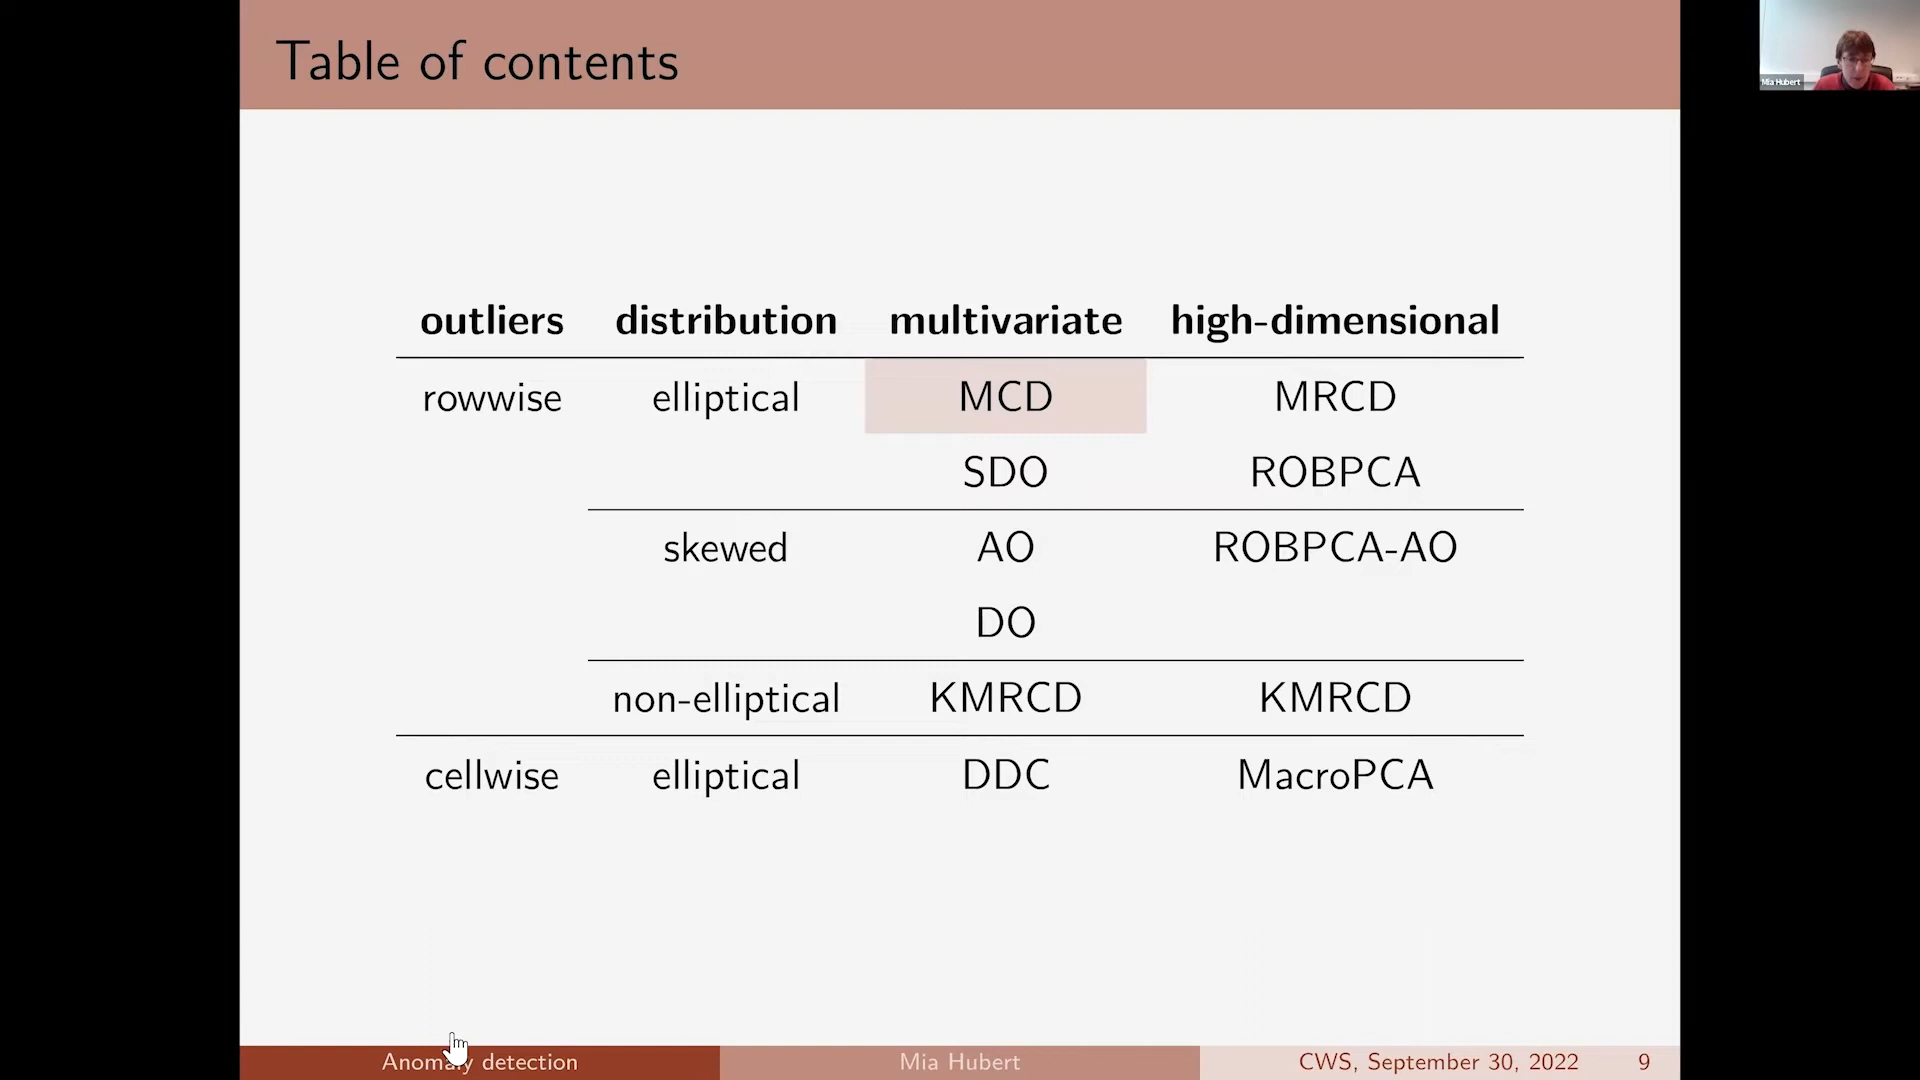 Table of contents
Mia Hubert
outliers distribution multivariate high-dimensional
rowwise elliptical MCD MRCD
SDO ROBPCA
skewed AO ROBPCA-AO
DO
non-elliptical KMRCD KMRCD
cellwise elliptical DDC MacroPCA
Anomaly detection Mia Hubert CWS, September 30, 2022 9